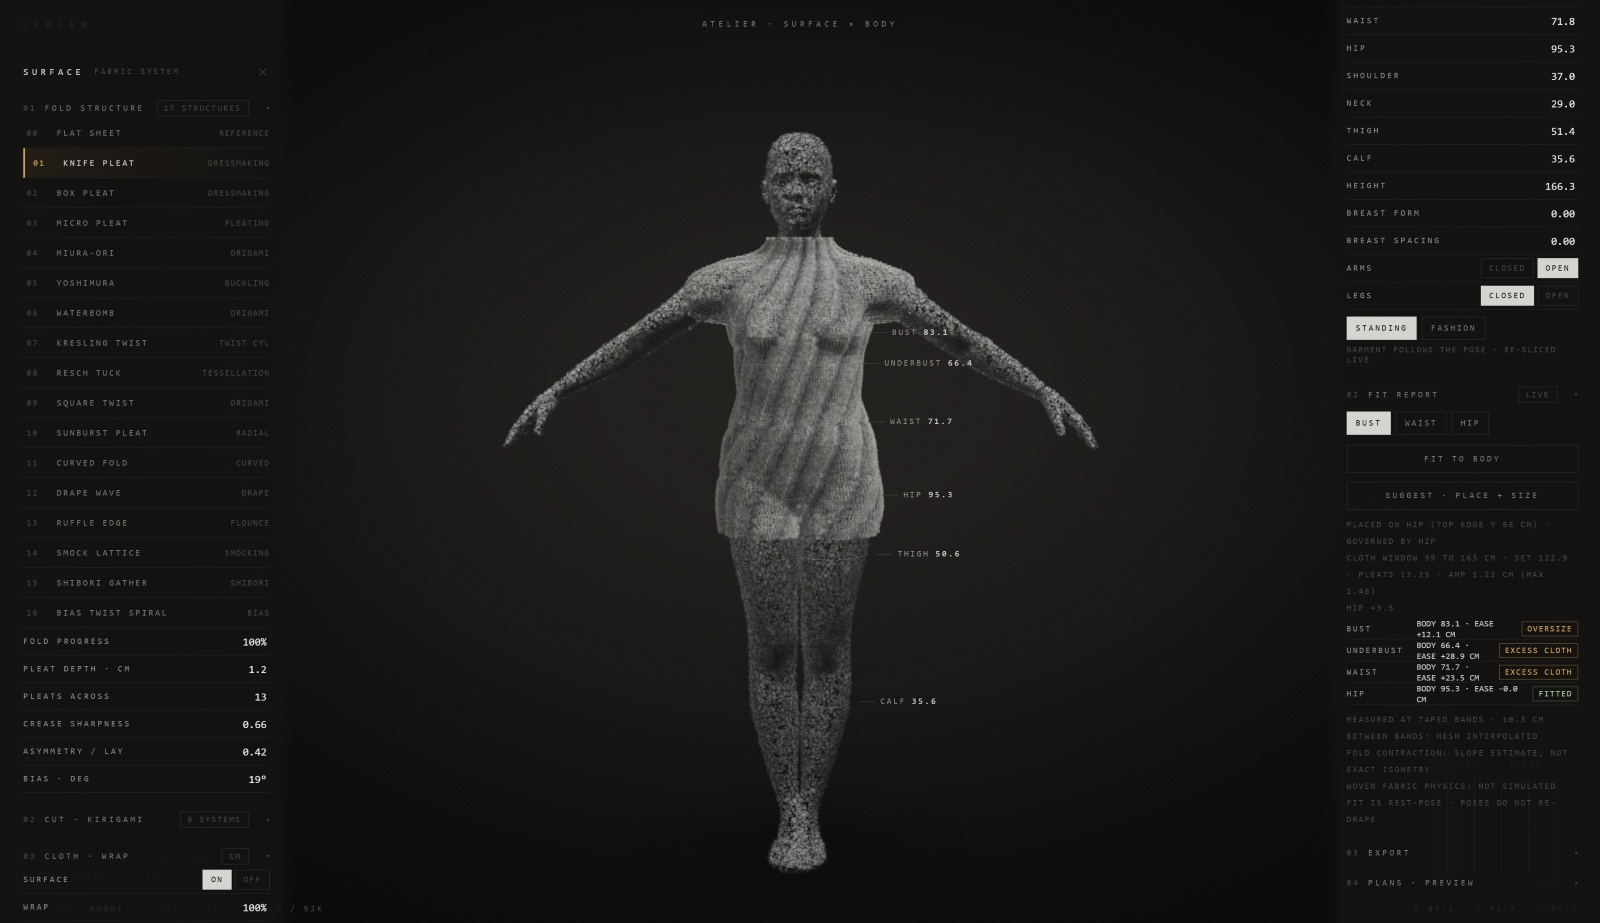 VERLEN
ATELIER · SURFACE × BODY
SURFACE FABRIC SYSTEM ×
01 FOLD STRUCTURE 17 STRUCTURES
00 FLAT SHEET REFERENCE
01 KNIFE PLEAT DRESSMAKING
02 BOX PLEAT DRESSMAKING
03 MICRO PLEAT PLEATING
04 MIURA-ORI ORIGAMI
05 YOSHIMURA BUCKLING
06 WATERBOMB ORIGAMI
07 KRESLING TWIST TWIST CYL
08 RESCH TUCK TESSELLATION
09 SQUARE TWIST ORIGAMI
10 SUNBURST PLEAT RADIAL
11 CURVED FOLD CURVED
12 DRAPE WAVE DRAPE
13 RUFFLE EDGE FLOUNCE
14 SMOCK LATTICE SMOCKING
15 SHIBORI GATHER SHIBORI
16 BIAS TWIST SPIRAL BIAS
FOLD PROGRESS 100%
PLEAT DEPTH · CM 1.2
PLEATS ACROSS 13
CREASE SHARPNESS 0.66
ASYMMETRY / LAY 0.42
BIAS · DEG 19°
02 CUT · KIRIGAMI 6 SYSTEMS
03 CLOTH · WRAP CM
SURFACE ON OFF
WRAP 100%
/ 92K
BUST 83.1
UNDERBUST 66.4
WAIST 71.7
HIP 95.3
THIGH 50.6
CALF 35.6
WAIST 71.8
HIP 95.3
SHOULDER 37.0
NECK 29.0
THIGH 51.4
CALF 35.6
HEIGHT 166.3
BREAST FORM 0.00
BREAST SPACING 0.00
ARMS CLOSED OPEN
LEGS CLOSED OPEN
STANDING FASHION
GARMENT FOLLOWS THE POSE · RE-SLICED
LIVE
02 FIT REPORT LIVE
BUST WAIST HIP
FIT TO BODY
SUGGEST · PLACE + SIZE
PLACED ON HIP (TOP EDGE Y 86 CM) ·
GOVERNED BY HIP
CLOTH WINDOW 99 TO 163 CM · SET 122.9
· PLEATS 13.25 · AMP 1.22 CM (MAX
1.46)
HIP +3.5
BUST BODY 83.1 · EASE
+12.1 CM OVERSIZE
UNDERBUST BODY 66.4 ·
EASE +28.9 CM EXCESS CLOTH
WAIST BODY 71.7 ·
EASE +23.5 CM EXCESS CLOTH
HIP BODY 95.3 · EASE -0.0
CM FITTED
MEASURED AT TAPED BANDS · ±0.3 CM
BETWEEN BANDS: MESH INTERPOLATED
FOLD CONTRACTION: SLOPE ESTIMATE, NOT
EXACT ISOMETRY
WOVEN FABRIC PHYSICS: NOT SIMULATED
FIT IS REST-POSE · POSES DO NOT RE-
DRAPE
03 EXPORT
04 PLANS · PREVIEW